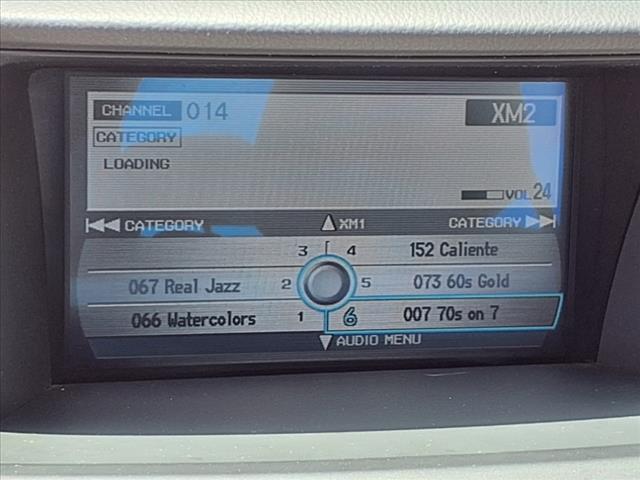 CHANNEL 014 XM2
CATEGORY
LOADING
VOL 24
CATEGORY XM1 CATEGORY
3 4 152 Caliente
067 Real Jazz 2 5 073 60s Gold
066 Watercolors 1 6 007 70s on 7
AUDIO MENU